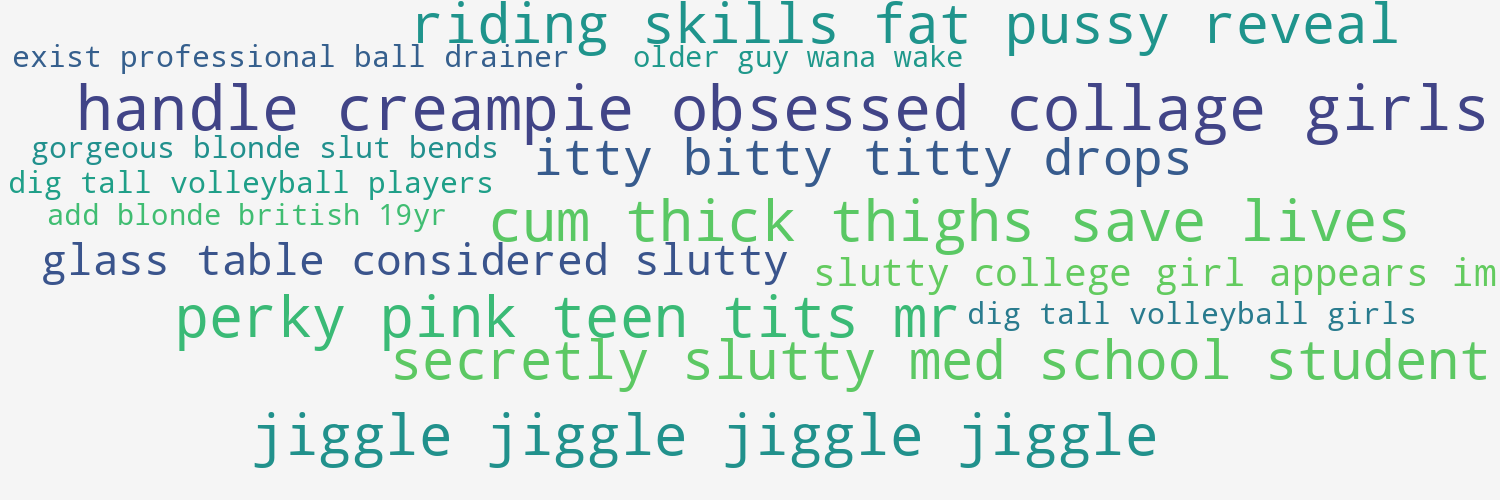 riding skills fat pussy reveal
exist professional ball drainer
older guy wana wake
handle creampie obsessed collage girls
gorgeous blonde slut bends
itty bitty titty drops
dig tall volleyball players
add blonde british 19yr
cum thick thighs save lives
glass table considered slutty
slutty college girl appears im
perky pink teen tits mr
dig tall volleyball girls
secretly slutty med school student
jiggle jiggle jiggle jiggle